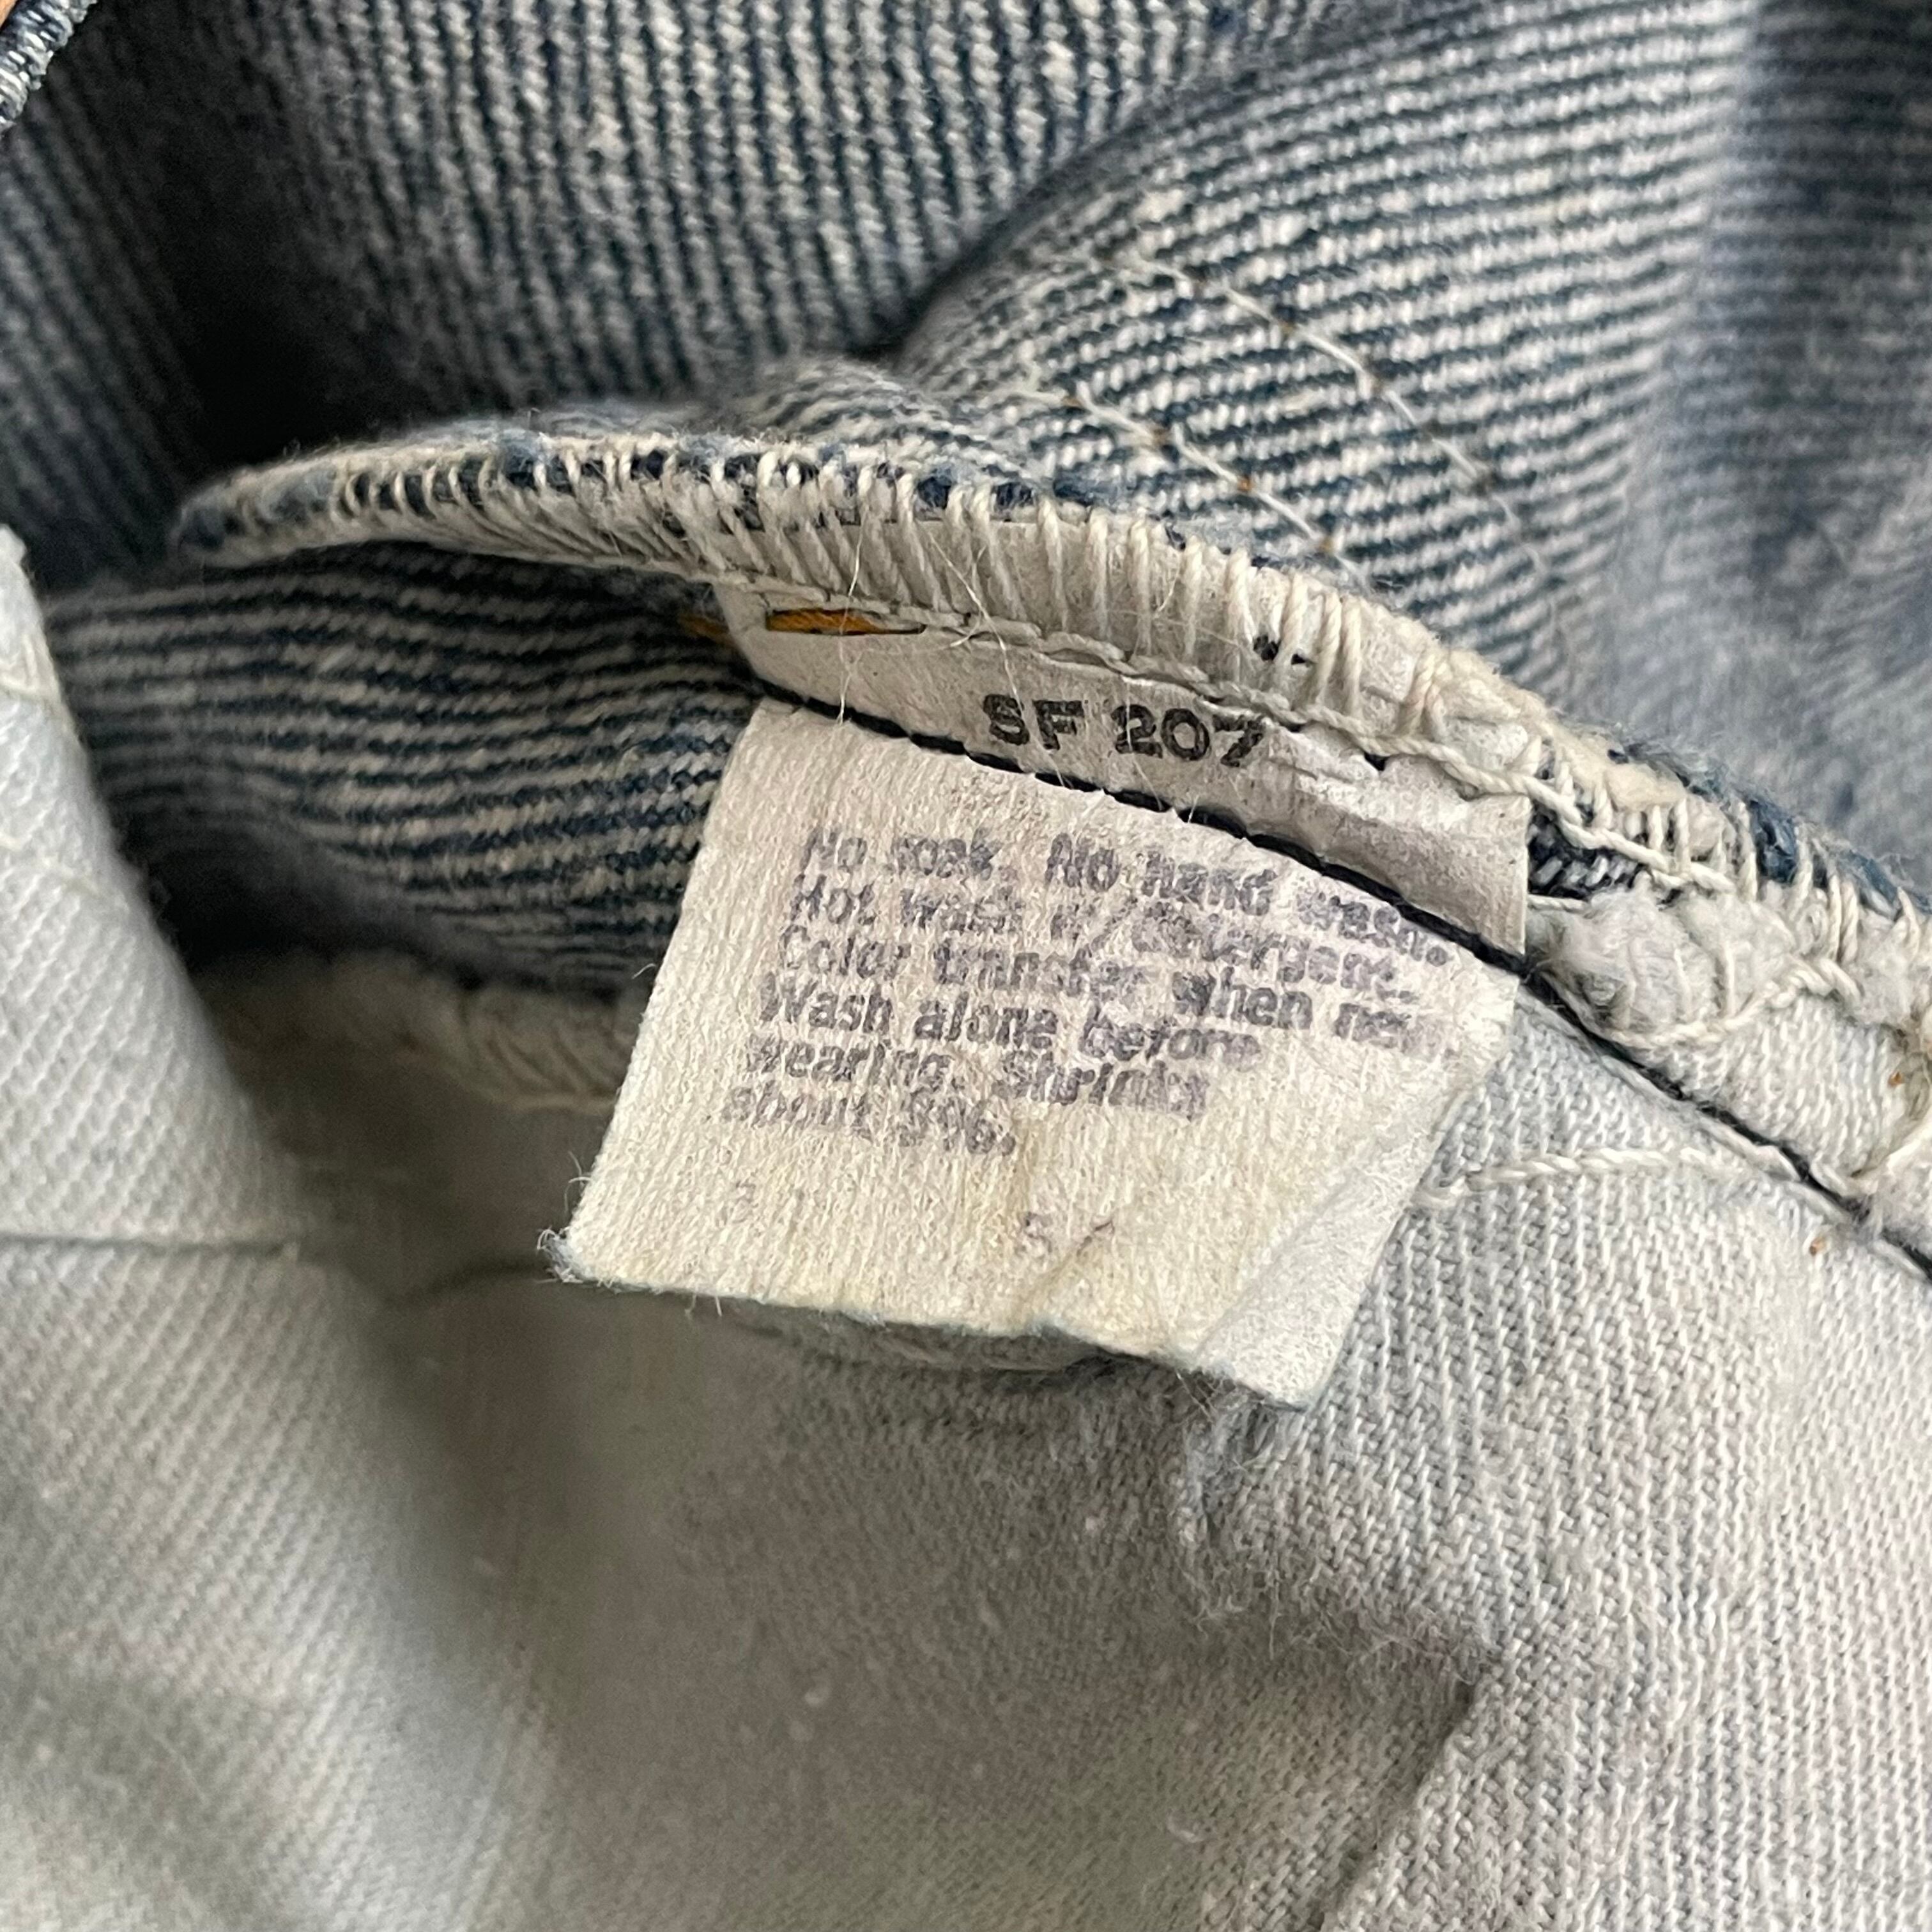 SF 207
No soak. No hand wash.
Hot wash w/ detergent.
Color transfer when new.
Wash alone before
wearing. Shrinks
about 8%.